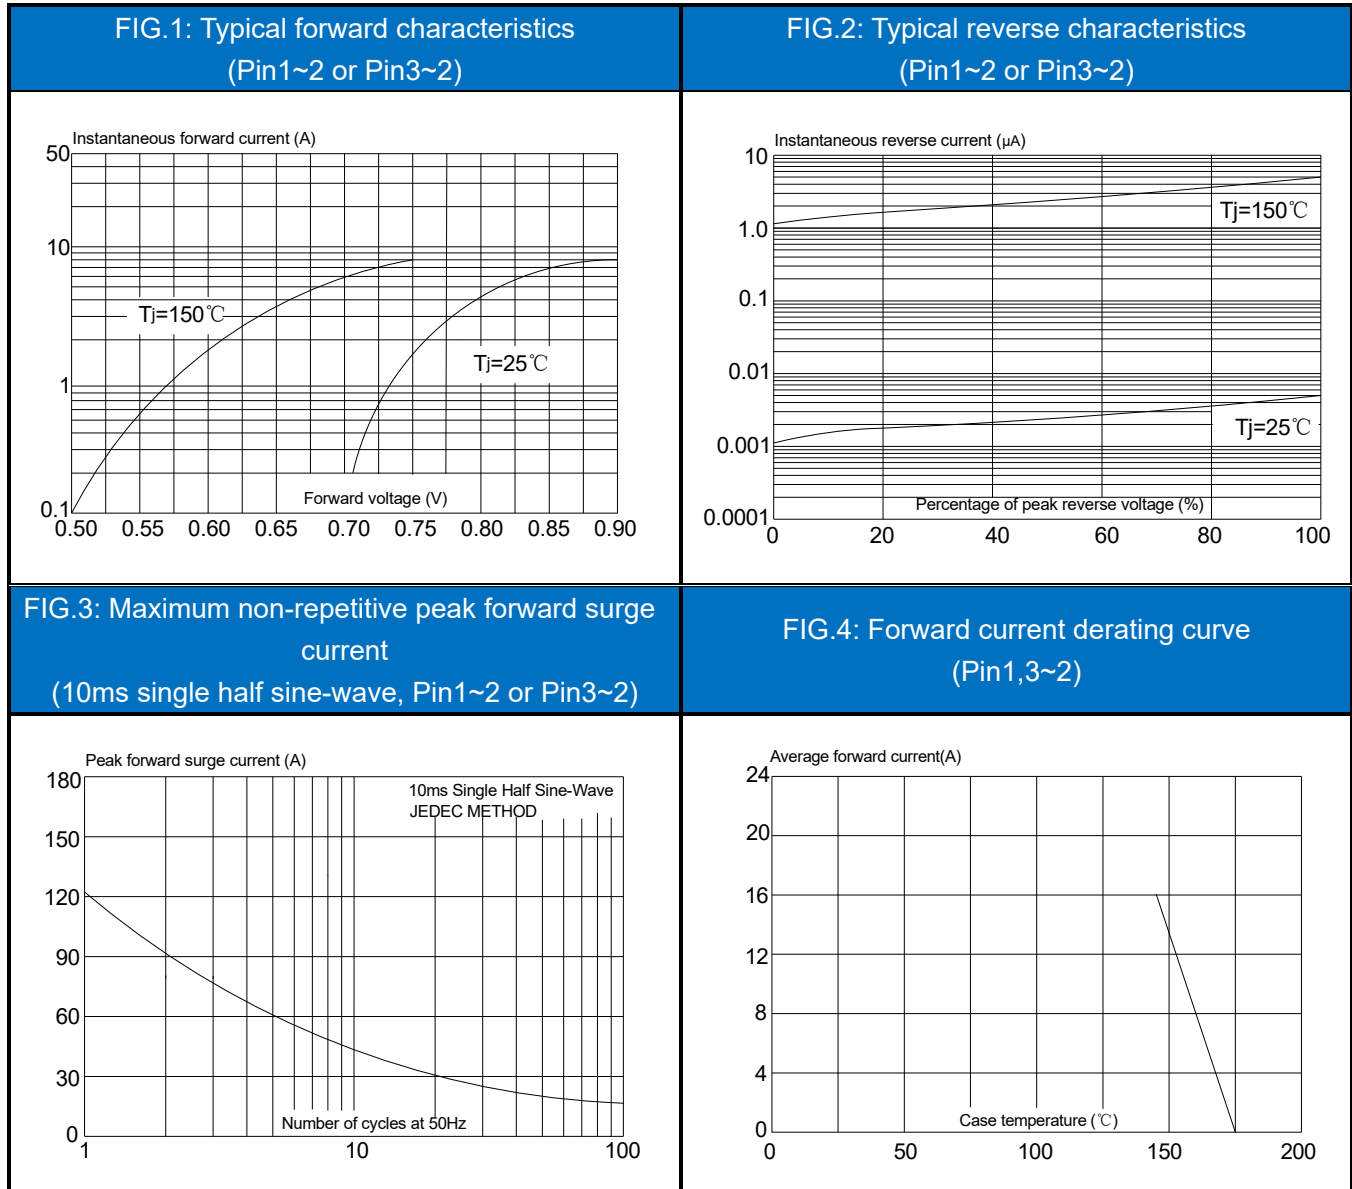 FIG.1: Typical forward characteristics
(Pin1~2 or Pin3~2)
Instantaneous forward current (A)
50
10
1
0.1
Tj=150℃
Tj=25℃
Forward voltage (V)
0.50 0.55 0.60 0.65 0.70 0.75 0.80 0.85 0.90
FIG.2: Typical reverse characteristics
(Pin1~2 or Pin3~2)
Instantaneous reverse current (μA)
10
1.0
0.1
0.01
0.001
0.0001
Tj=150℃
Tj=25℃
Percentage of peak reverse voltage (%)
0 20 40 60 80 100
FIG.3: Maximum non-repetitive peak forward surge
current
(10ms single half sine-wave, Pin1~2 or Pin3~2)
Peak forward surge current (A)
180
150
120
90
60
30
0
10ms Single Half Sine-Wave
JEDEC METHOD
Number of cycles at 50Hz
1 10 100
FIG.4: Forward current derating curve
(Pin1,3~2)
Average forward current(A)
24
20
16
12
8
4
0
Case temperature (℃)
0 50 100 150 200